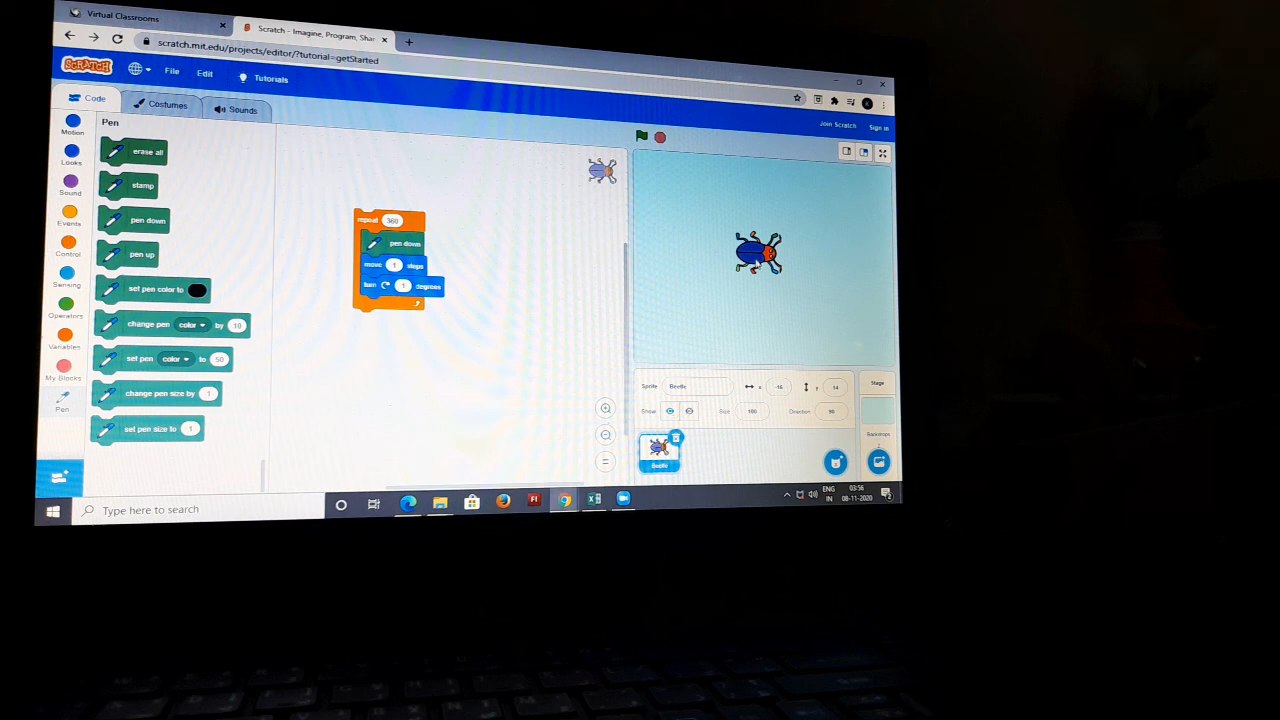 Virtual Classrooms
Scratch - Imagine, Program, Shar
scratch.mit.edu/projects/editor/?tutorial=getStarted
SCRATCH
File
Edit
Tutorials
Join Scratch
Sign in
Code
Costumes
Sounds
Motion
Looks
Sound
Events
Control
Sensing
Operators
Variables
My Blocks
Pen
Pen
erase all
stamp
pen down
pen up
set pen color to
change pen color by 10
set pen color to 50
change pen size by 1
set pen size to 1
repeat 360
pen down
move 1 steps
turn 1 degrees
Sprite Beetle x -16 y 14
Show Size 100 Direction 90
Beetle
Stage
Backdrops
Type here to search
FI
ENG
IN
03:56
08-11-2020
2